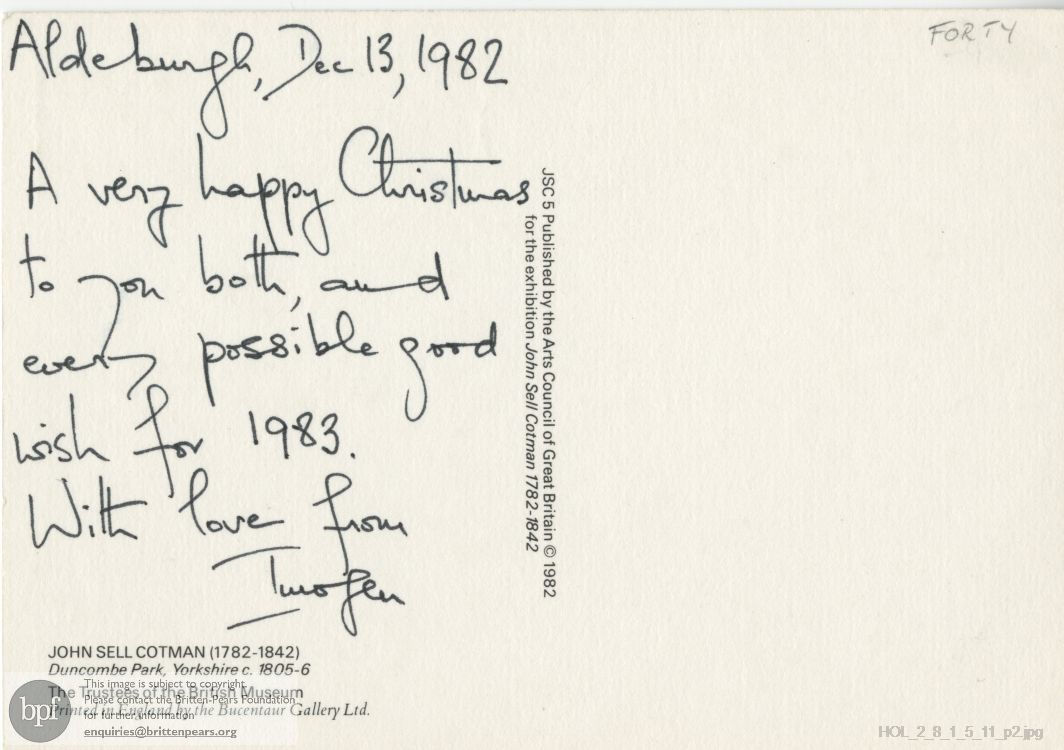 FORTY
Aldeburgh, Dec 13, 1982
A very happy Christmas
to you both, and
every possible good
wish for 1983.
With love from
Imogen
JSC 5 Published by the Arts Council of Great Britain © 1982
for the exhibition John Sell Cotman 1782-1842
JOHN SELL COTMAN (1782-1842)
Duncombe Park, Yorkshire c. 1805-6
The Trustees of the British Museum
Printed in England by the Bucentaur Gallery Ltd.
bpf
This image is subject to copyright.
Please contact the Britten-Pears Foundation
for further information
enquiries@brittenpears.org
HOL_2_8_1_5_11_p2.jpg